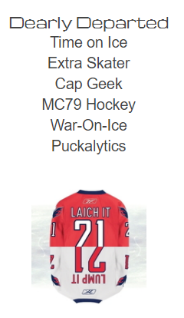 Dearly Departed
Time on Ice
Extra Skater
Cap Geek
MC79 Hockey
War-On-Ice
Puckalytics
LAICH IT
21
21
LUMP IT